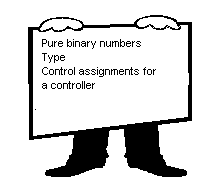 Pure binary numbers
Type
Control assignments for
a controller